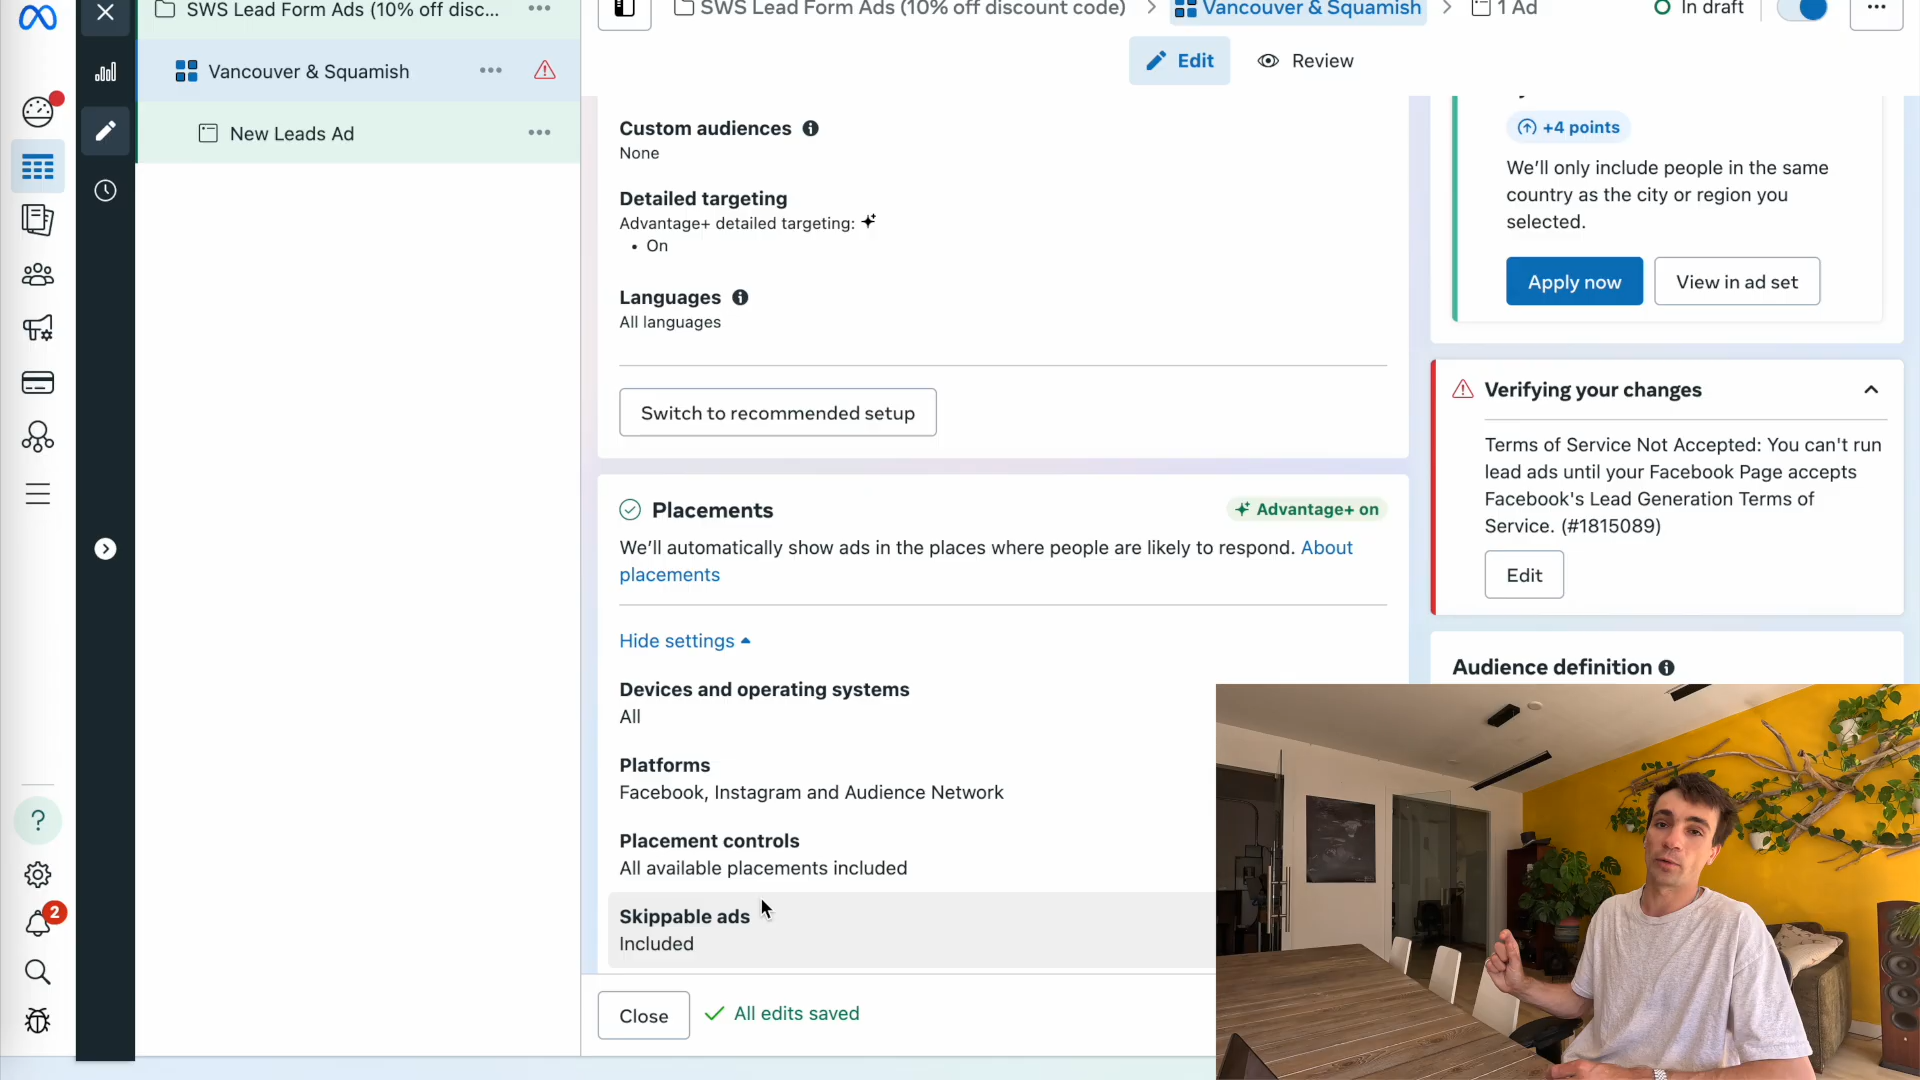 SWS Lead Form Ads (10% off disc...
Vancouver & Squamish
New Leads Ad
2
SWS Lead Form Ads (10% off discount code)
Vancouver & Squamish
1 Ad
In draft
Edit
Review
Custom audiences
None
Detailed targeting
Advantage+ detailed targeting:
• On
Languages
All languages
Switch to recommended setup
Placements
Advantage+ on
We'll automatically show ads in the places where people are likely to respond. About
placements
Hide settings
Devices and operating systems
All
Platforms
Facebook, Instagram and Audience Network
Placement controls
All available placements included
Skippable ads
Included
Close
All edits saved
+4 points
We'll only include people in the same
country as the city or region you
selected.
Apply now
View in ad set
Verifying your changes
Terms of Service Not Accepted: You can't run
lead ads until your Facebook Page accepts
Facebook's Lead Generation Terms of
Service. (#1815089)
Edit
Audience definition